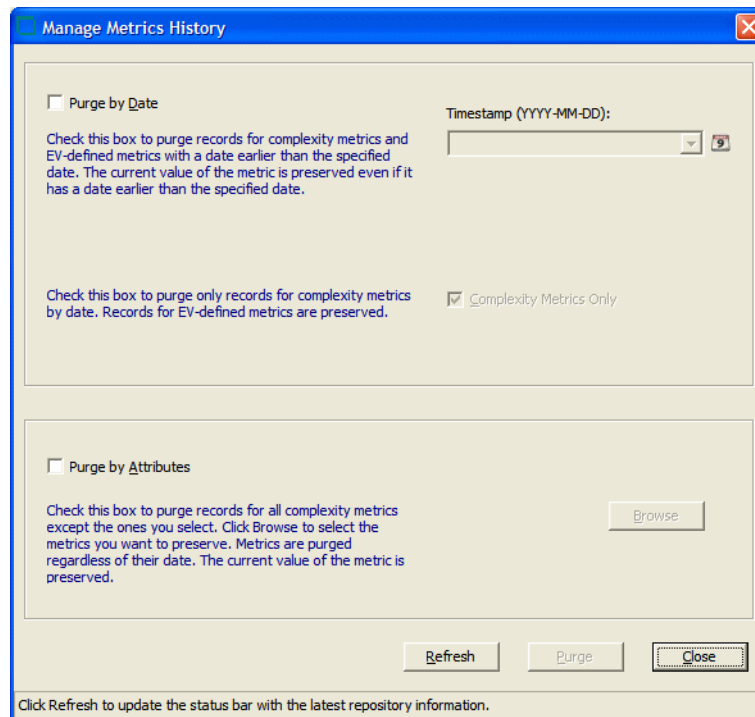 Manage Metrics History
Purge by Date
Timestamp (YYYY-MM-DD):
Check this box to purge records for complexity metrics and
EV-defined metrics with a date earlier than the specified
date. The current value of the metric is preserved even if it
has a date earlier than the specified date.
9
Check this box to purge only records for complexity metrics
by date. Records for EV-defined metrics are preserved.
Complexity Metrics Only
Purge by Attributes
Check this box to purge records for all complexity metrics
except the ones you select. Click Browse to select the
metrics you want to preserve. Metrics are purged
regardless of their date. The current value of the metric is
preserved.
Browse
Refresh
Purge
Close
Click Refresh to update the status bar with the latest repository information.